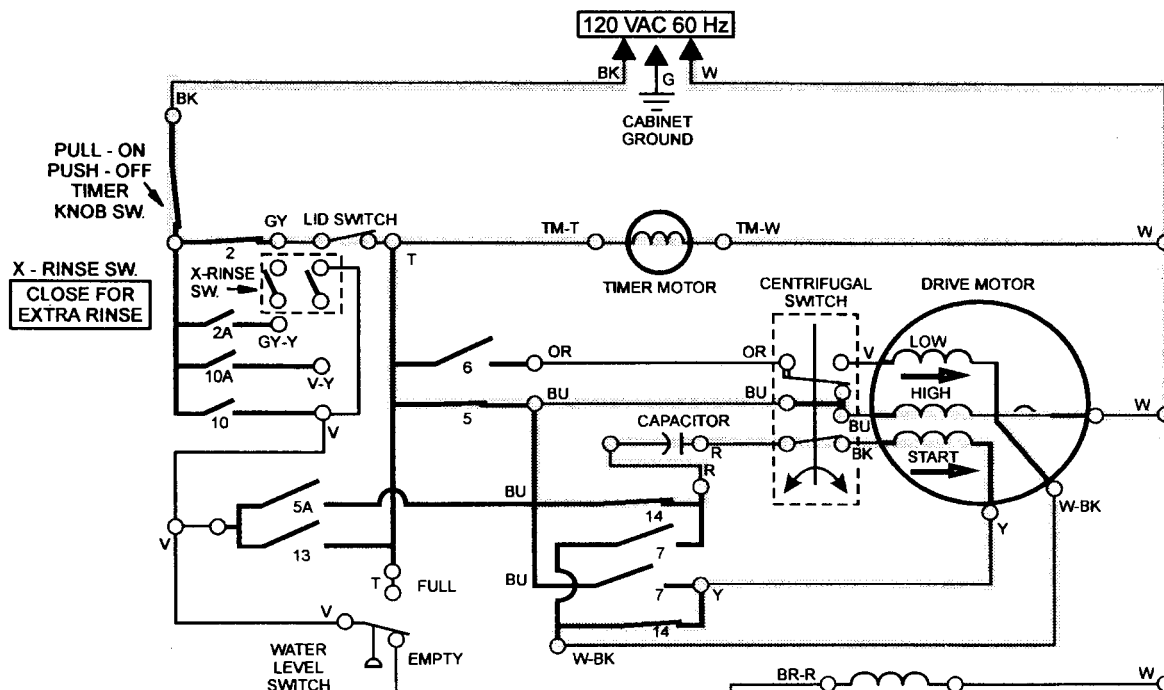 120 VAC 60 Hz
BK
G
W
BK
CABINET
GROUND
PULL - ON
PUSH - OFF
TIMER
KNOB SW.
GY
LID SWITCH
2
T
TM-T
TM-W
W
TIMER MOTOR
X - RINSE SW.
CLOSE FOR
EXTRA RINSE
X-RINSE
SW.
CENTRIFUGAL
SWITCH
DRIVE MOTOR
2A
GY-Y
10A
V-Y
10
V
6
OR
OR
V
LOW
5
BU
BU
BU
HIGH
W
CAPACITOR
R
R
BK
START
5A
BU
14
W-BK
V
13
7
Y
T
FULL
BU
7
Y
V
14
WATER
LEVEL
SWITCH
EMPTY
W-BK
BR-R
W